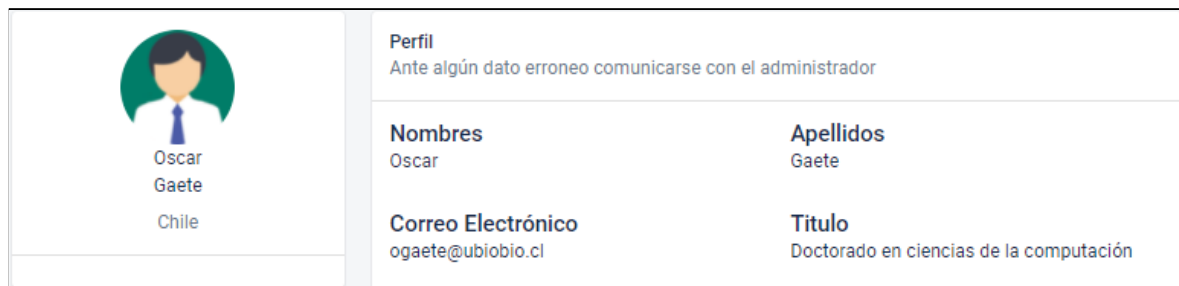 Oscar
Gaete
Chile
Perfil
Ante algún dato erroneo comunicarse con el administrador
Nombres
Oscar
Apellidos
Gaete
Correo Electrónico
ogaete@ubiobio.cl
Titulo
Doctorado en ciencias de la computación